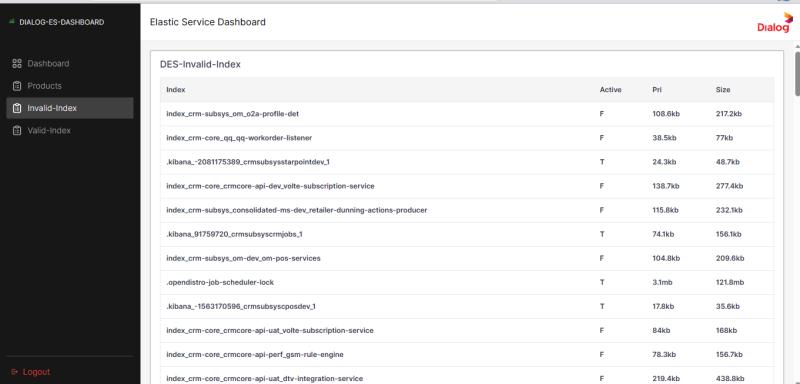 DIALOG-ES-DASHBOARD
Elastic Service Dashboard
Dialog
Dashboard
Products
Invalid-Index
Valid-Index
Logout
DES-Invalid-Index
Index Active Pri Size
index_crm-subsys_om_o2a-profile-det F 108.6kb 217.2kb
index_crm-core_qq_qq-workorder-listener F 38.5kb 77kb
.kibana_-2081175389_crmsubsysstarpointdev_1 T 24.3kb 48.7kb
index_crm-core_crmcore-api-dev_volte-subscription-service F 138.7kb 277.4kb
index_crm-subsys_consolidated-ms-dev_retailer-dunning-actions-producer F 115.8kb 232.1kb
.kibana_91759720_crmsubsyscrmjobs_1 T 74.1kb 156.1kb
index_crm-subsys_om-dev_om-pos-services F 104.8kb 209.6kb
.opendistro-job-scheduler-lock T 3.1mb 121.8mb
.kibana_-1563170596_crmsubsyscposdev_1 T 17.8kb 35.6kb
index_crm-core_crmcore-api-uat_volte-subscription-service F 84kb 168kb
index_crm-core_crmcore-api-perf_gsm-rule-engine F 78.3kb 156.7kb
index_crm-core_crmcore-api-uat_dtv-integration-service F 219.4kb 438.8kb